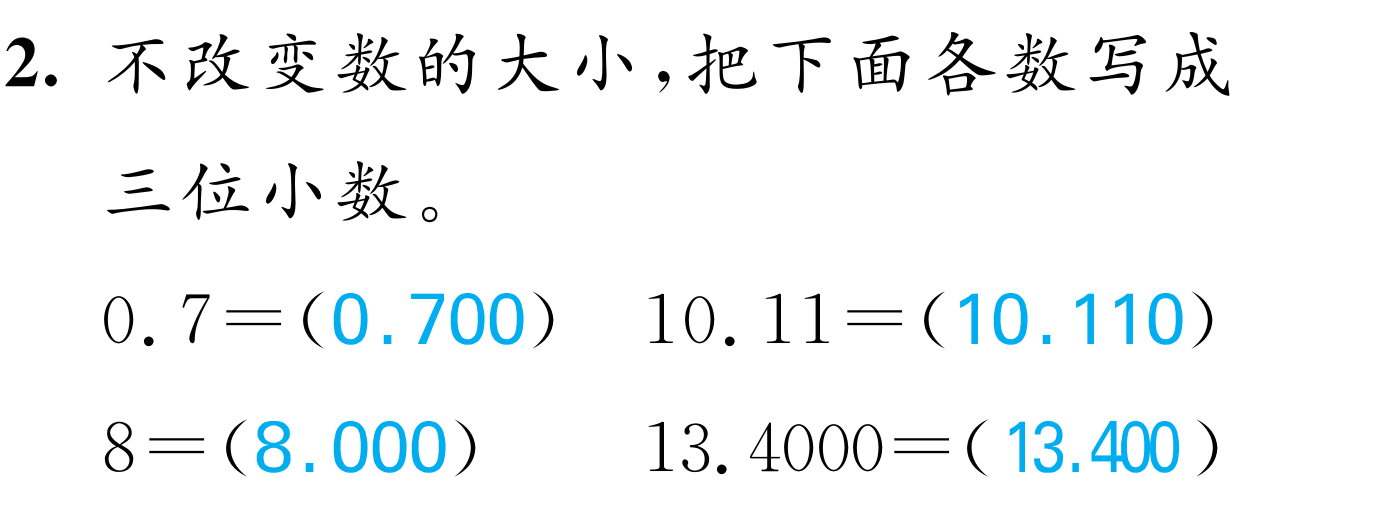 2. 不改变数的大小,把下面各数写成
三位小数。
0.7=(0.700) 10.11=(10.110)
8=(8.000) 13.4000=(13.400)